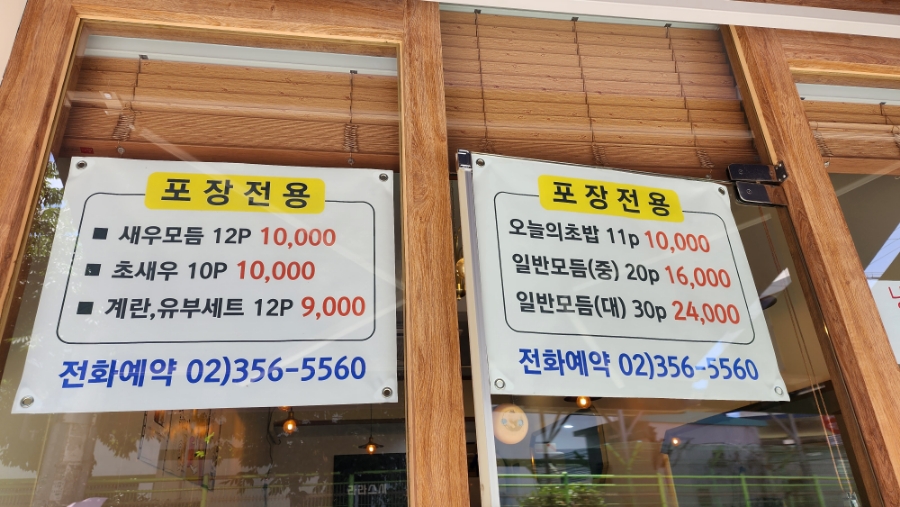 포장전용
■ 새우모듬 12P 10,000
■ 초새우 10P 10,000
■ 계란,유부세트 12P 9,000
전화예약 02)356-5560
포장전용
오늘의초밥 11p 10,000
일반모듬(중) 20p 16,000
일반모듬(대) 30p 24,000
전화예약 02)356-5560